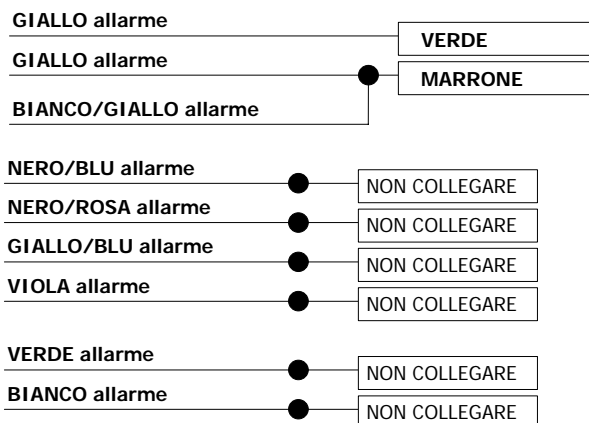 GIALLO allarme
VERDE
GIALLO allarme
MARRONE
BIANCO/GIALLO allarme
NERO/BLU allarme
NON COLLEGARE
NERO/ROSA allarme
NON COLLEGARE
GIALLO/BLU allarme
NON COLLEGARE
VIOLA allarme
NON COLLEGARE
VERDE allarme
NON COLLEGARE
BIANCO allarme
NON COLLEGARE